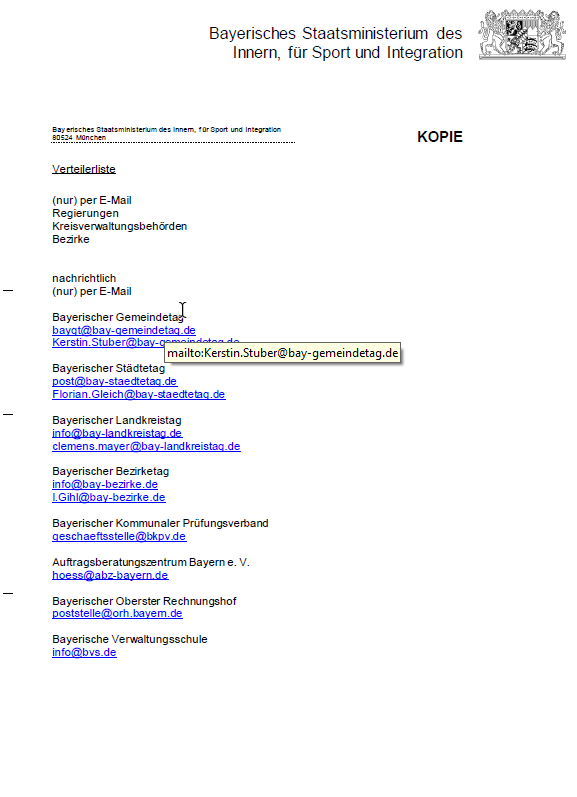 Bayerisches Staatsministerium des
Innern, für Sport und Integration
Bayerisches Staatsministerium des Innern, für Sport und Integration
80524 München
KOPIE
Verteilerliste
(nur) per E-Mail
Regierungen
Kreisverwaltungsbehörden
Bezirke
nachrichtlich
(nur) per E-Mail
Bayerischer Gemeindetag
baygt@bay-gemeindetag.de
Kerstin.Stuber@bay-gemeindetag.de
mailto:Kerstin.Stuber@bay-gemeindetag.de
Bayerischer Städtetag
post@bay-staedtetag.de
Florian.Gleich@bay-staedtetag.de
Bayerischer Landkreistag
info@bay-landkreistag.de
clemens.mayer@bay-landkreistag.de
Bayerischer Bezirketag
info@bay-bezirke.de
I.Gihl@bay-bezirke.de
Bayerischer Kommunaler Prüfungsverband
geschaeftsstelle@bkpv.de
Auftragsberatungszentrum Bayern e. V.
hoess@abz-bayern.de
Bayerischer Oberster Rechnungshof
poststelle@orh.bayern.de
Bayerische Verwaltungsschule
info@bvs.de